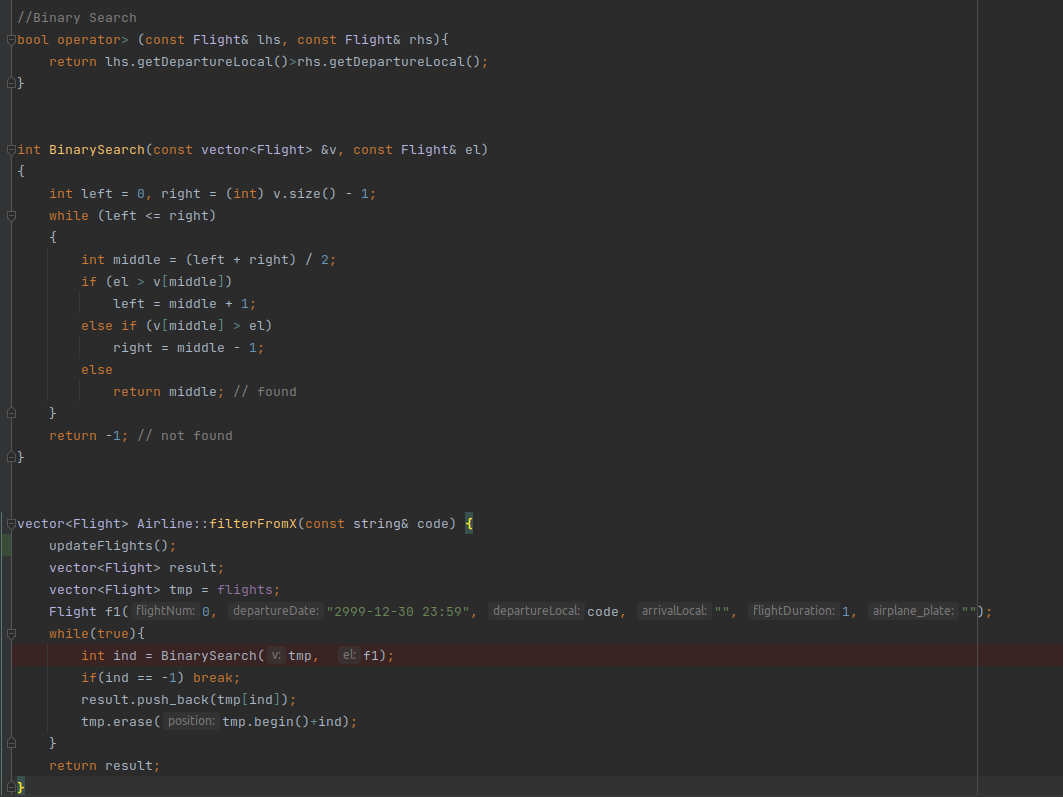 //Binary Search
bool operator> (const Flight& lhs, const Flight& rhs){
    return lhs.getDepartureLocal()>rhs.getDepartureLocal();
}
int BinarySearch(const vector<Flight> &v, const Flight& el)
{
    int left = 0, right = (int) v.size() - 1;
    while (left <= right)
    {
        int middle = (left + right) / 2;
        if (el > v[middle])
            left = middle + 1;
        else if (v[middle] > el)
            right = middle - 1;
        else
            return middle; // found
    }
    return -1; // not found
}
vector<Flight> Airline::filterFromX(const string& code) {
    updateFlights();
    vector<Flight> result;
    vector<Flight> tmp = flights;
    Flight f1( flightNum: 0, departureDate: "2999-12-30 23:59", departureLocal: code, arrivalLocal: "", flightDuration: 1, airplane_plate: "");
    while(true){
        int ind = BinarySearch( v: tmp, el: f1);
        if(ind == -1) break;
        result.push_back(tmp[ind]);
        tmp.erase( position: tmp.begin()+ind);
    }
    return result;
}